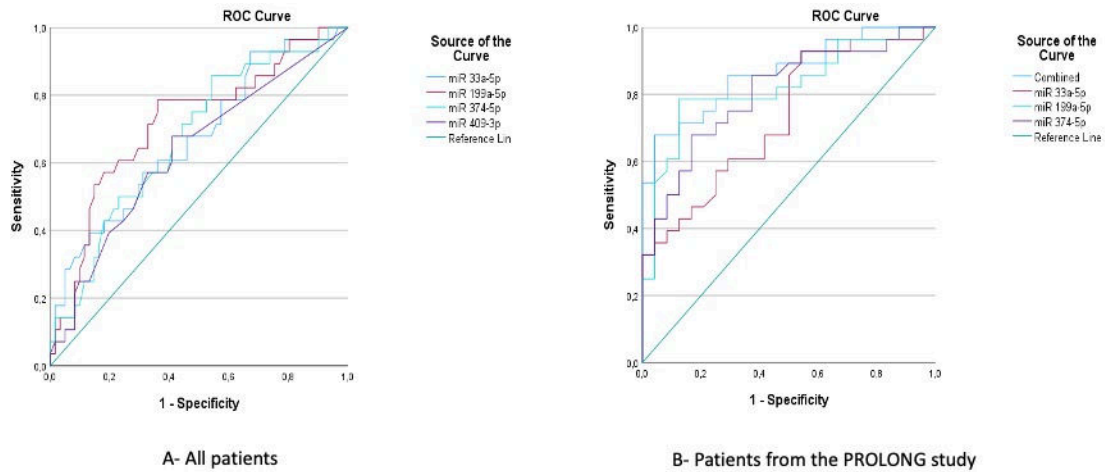 ROC Curve
1,0
0,8
0,6
0,4
0,2
0,0
Sensitivity
0,0 0,2 0,4 0,6 0,8 1,0
1 - Specificity
Source of the
Curve
miR 33a-5p
miR 199a-5p
miR 374-5p
miR 409-3p
Reference Lin
A- All patients
ROC Curve
1,0
0,8
0,6
0,4
0,2
0,0
Sensitivity
0,0 0,2 0,4 0,6 0,8 1,0
1 - Specificity
Source of the
Curve
Combined
miR 33a-5p
miR 199a-5p
miR 374-5p
Reference Line
B- Patients from the PROLONG study